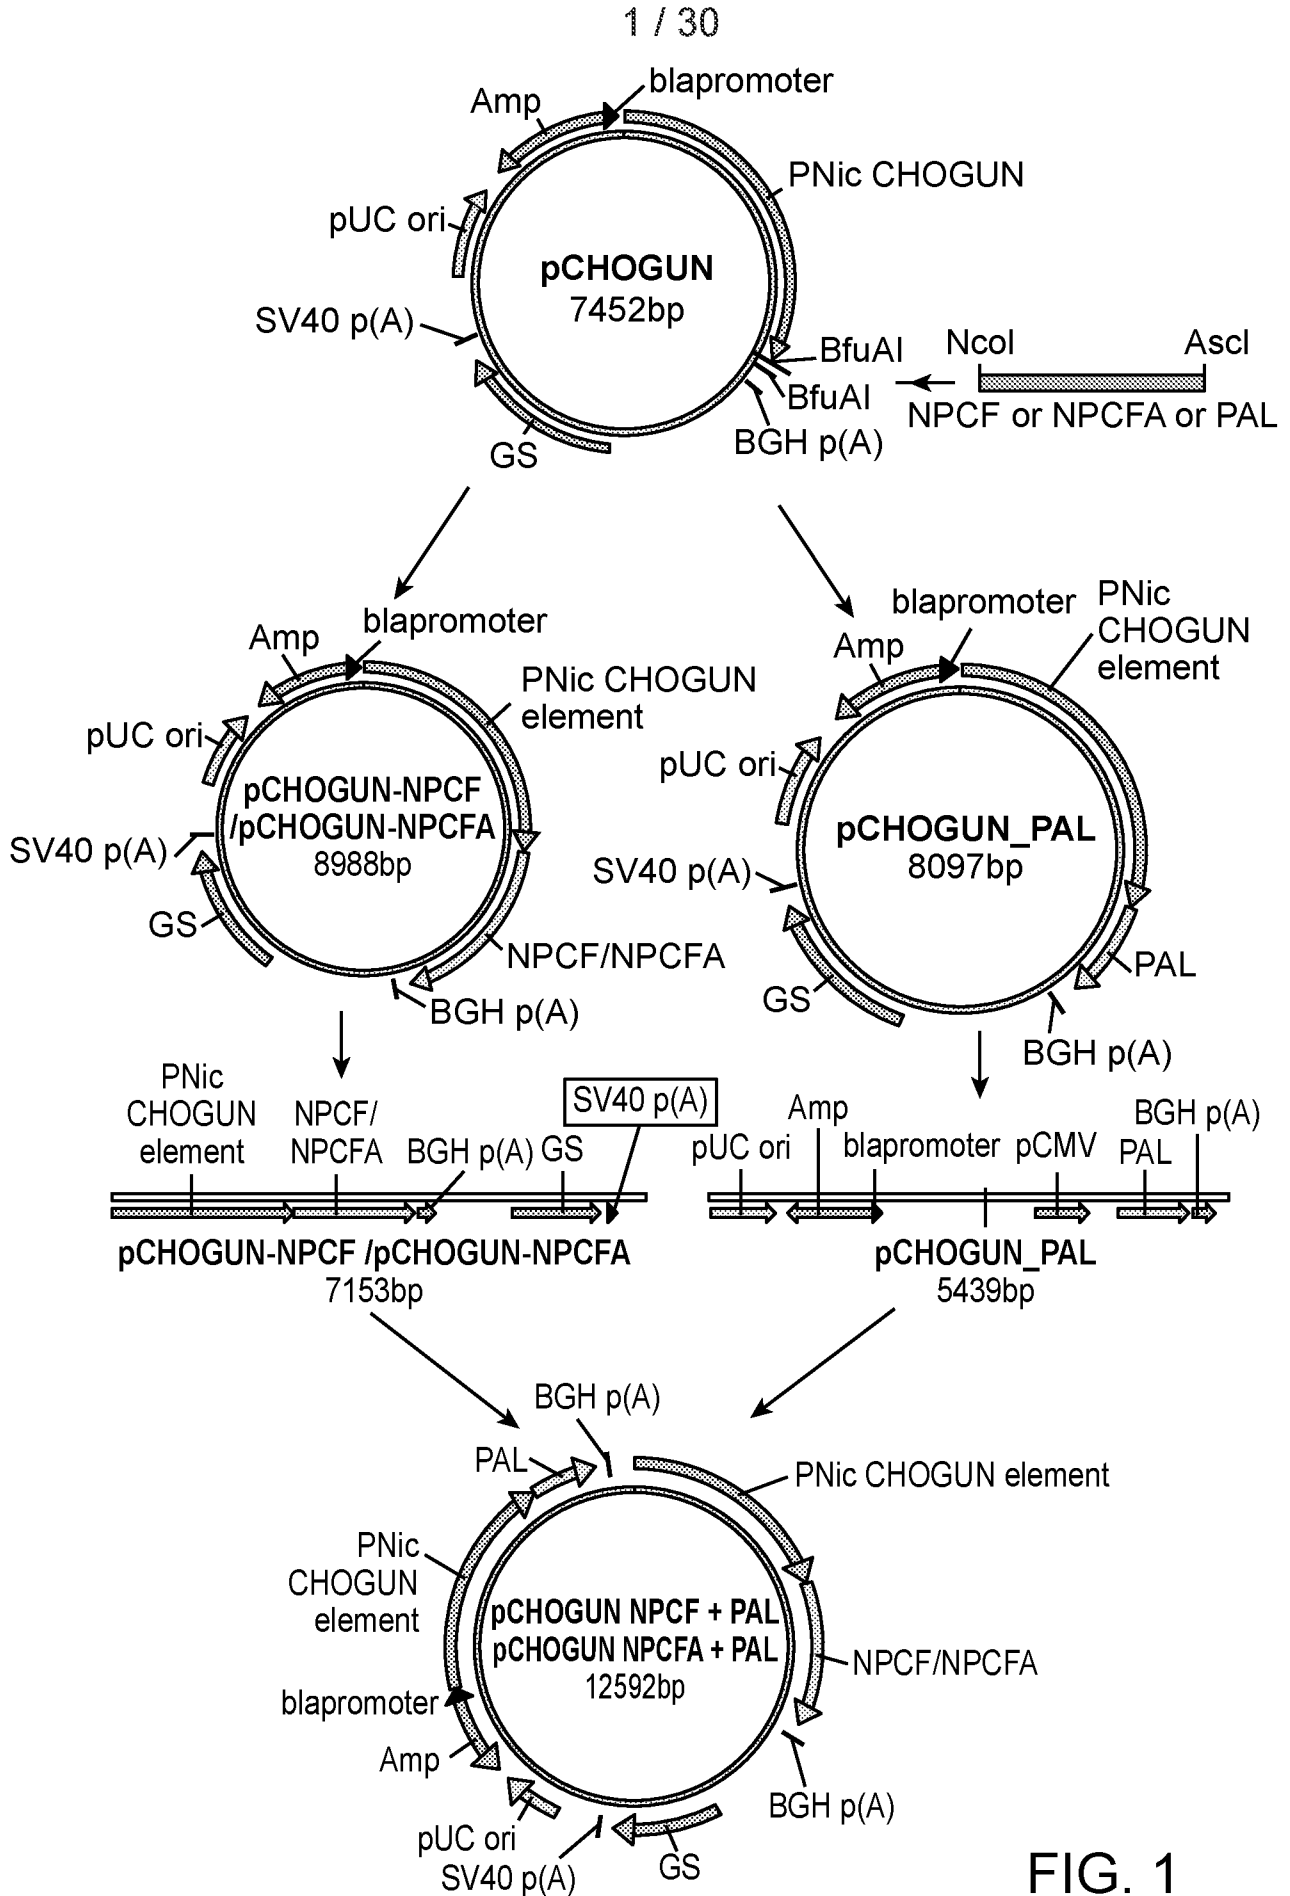 1 / 30
blapromoter
Amp
PNic CHOGUN
pUC ori
pCHOGUN
7452bp
SV40 p(A)
BfuAI
NcoI
AscI
BfuAI
NPCF or NPCFA or PAL
BGH p(A)
GS
blapromoter
Amp
PNic CHOGUN
element
pUC ori
pCHOGUN-NPCF
/pCHOGUN-NPCFA
8988bp
SV40 p(A)
GS
NPCF/NPCFA
BGH p(A)
blapromoter
PNic
CHOGUN
element
Amp
pUC ori
pCHOGUN_PAL
8097bp
SV40 p(A)
PAL
GS
BGH p(A)
PNic
CHOGUN
element
NPCF/
NPCFA
BGH p(A)
GS
SV40 p(A)
pCHOGUN-NPCF /pCHOGUN-NPCFA
7153bp
pUC ori
Amp
blapromoter
pCMV
PAL
BGH p(A)
pCHOGUN_PAL
5439bp
BGH p(A)
PAL
PNic CHOGUN element
PNic
CHOGUN
element
pCHOGUN NPCF + PAL
pCHOGUN NPCFA + PAL
12592bp
NPCF/NPCFA
blapromoter
Amp
BGH p(A)
pUC ori
SV40 p(A)
GS
FIG. 1